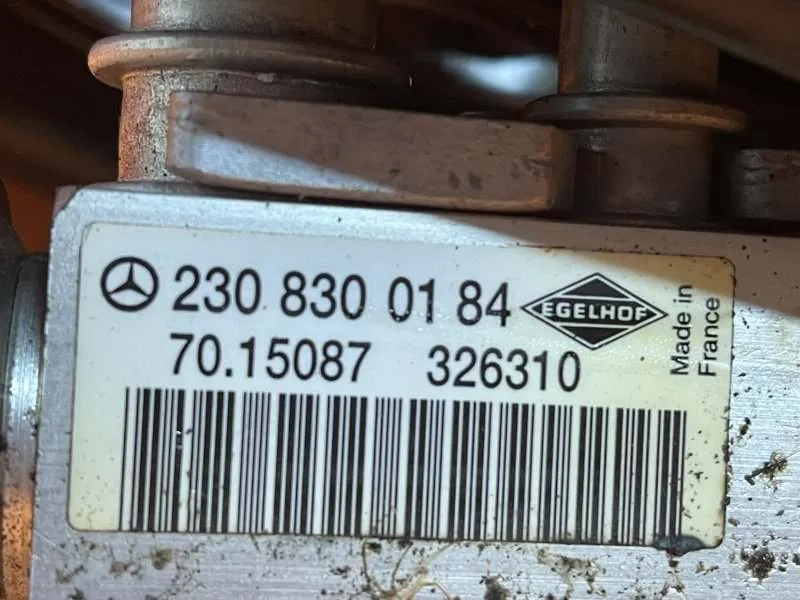 230 830 01 84 EGELHOF
70.15087 326310
Made in
France